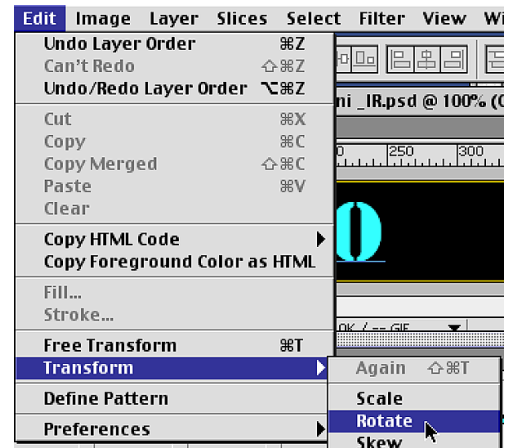 Edit Image Layer Slices Select Filter View Wi
Undo Layer Order ⌘Z
Can't Redo ⇧⌘Z
Undo/Redo Layer Order ⌥⌘Z
ni _IR.psd @ 100% (
Cut ⌘X
Copy ⌘C
Copy Merged ⇧⌘C
250 300
Paste ⌘V
Clear
Copy HTML Code
Copy Foreground Color as HTML
Fill...
Stroke...
OK / -- GIF
Free Transform ⌘T
Transform
Again ⇧⌘T
Define Pattern
Scale
Preferences
Rotate
Skew